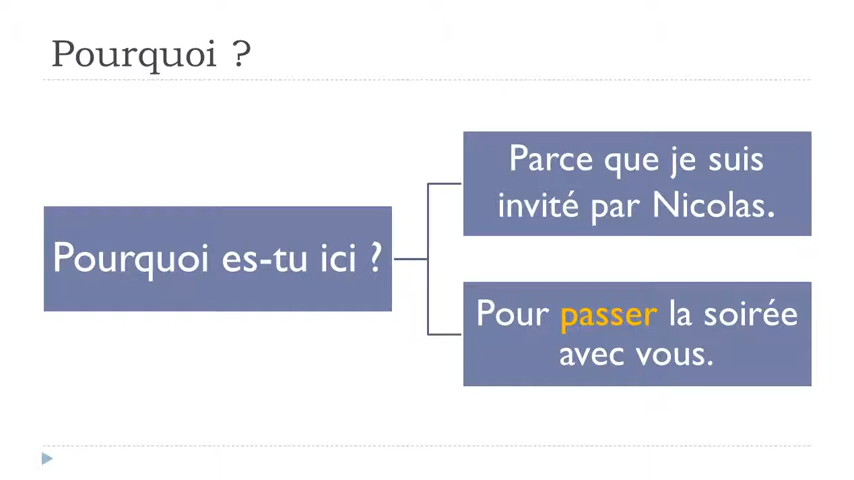 Pourquoi ?
Pourquoi es-tu ici ?
Parce que je suis
invité par Nicolas.
Pour passer la soirée
avec vous.